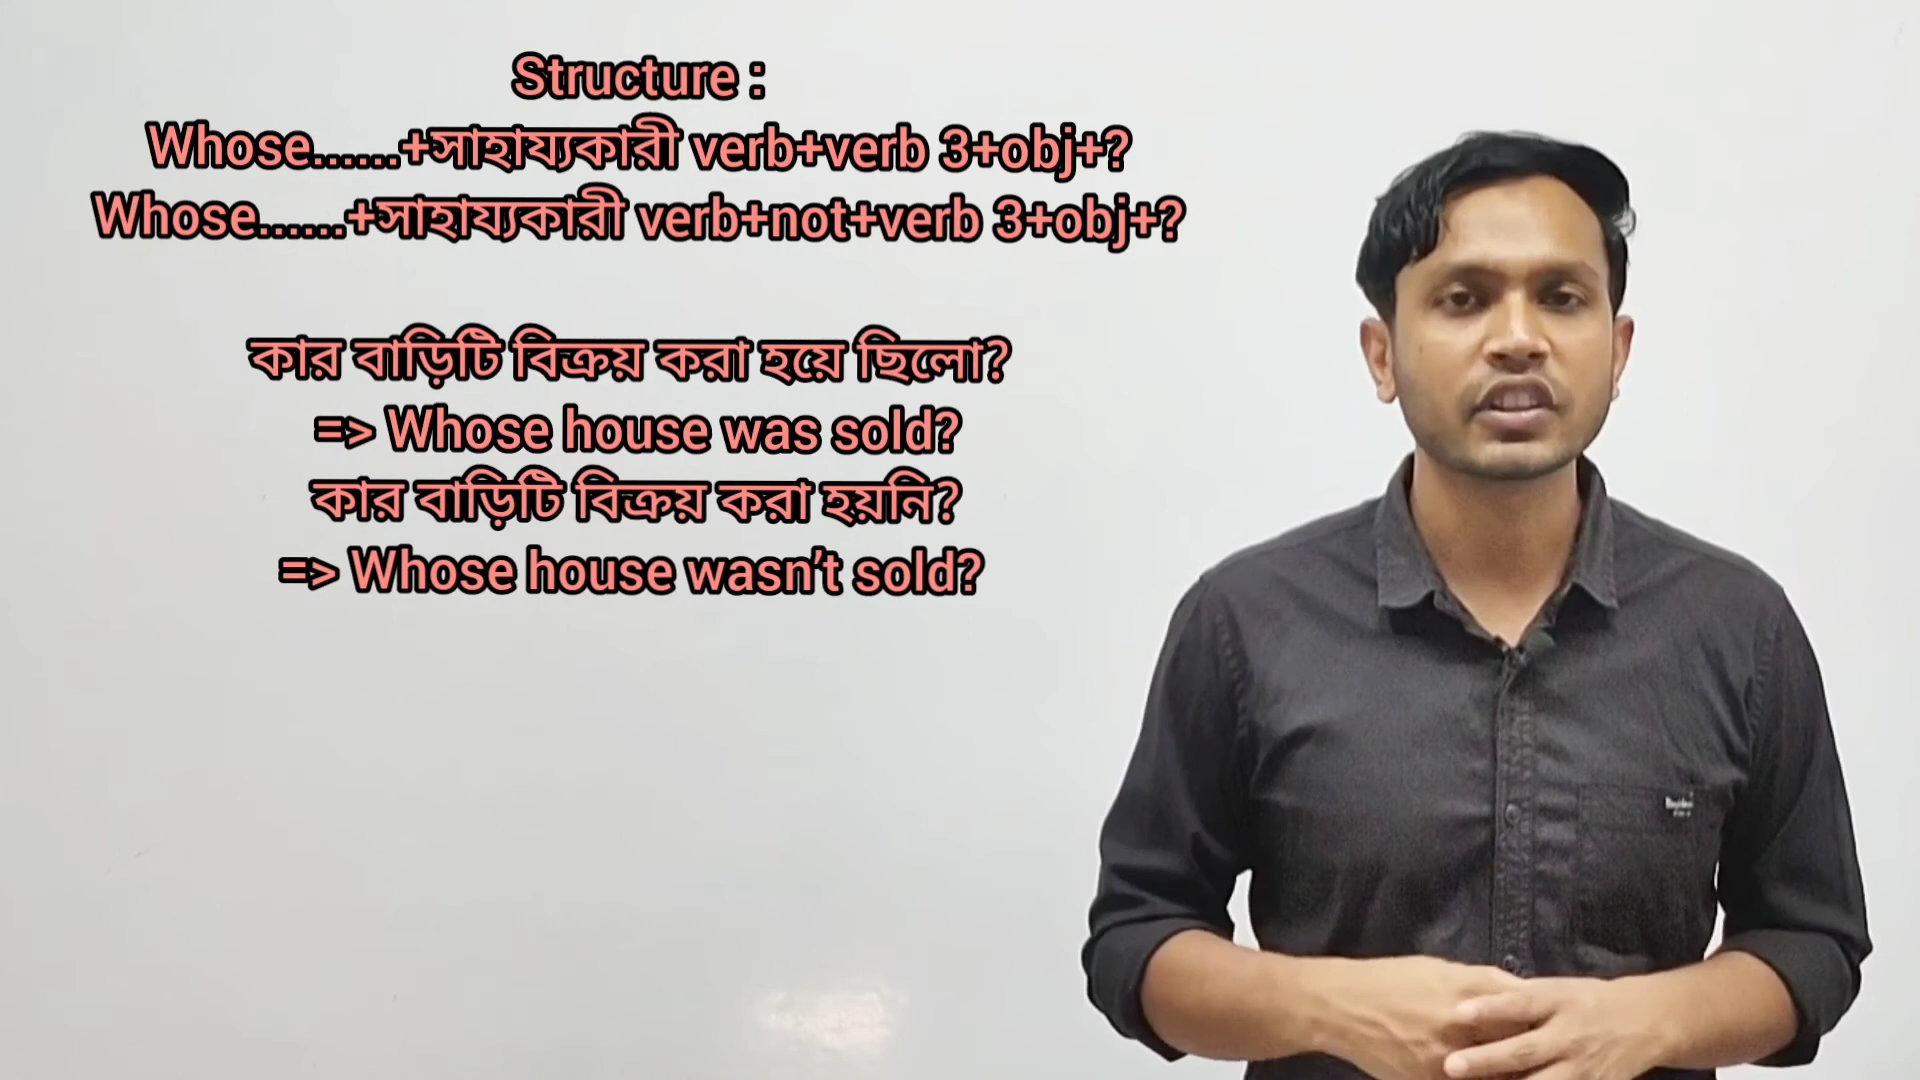 Structure :
Whose......+সাহায্যকারী verb+verb 3+obj+?
Whose......+সাহায্যকারী verb+not+verb 3+obj+?
কার বাড়িটি বিক্রয় করা হয়ে ছিলো?
=> Whose house was sold?
কার বাড়িটি বিক্রয় করা হয়নি?
=> Whose house wasn't sold?